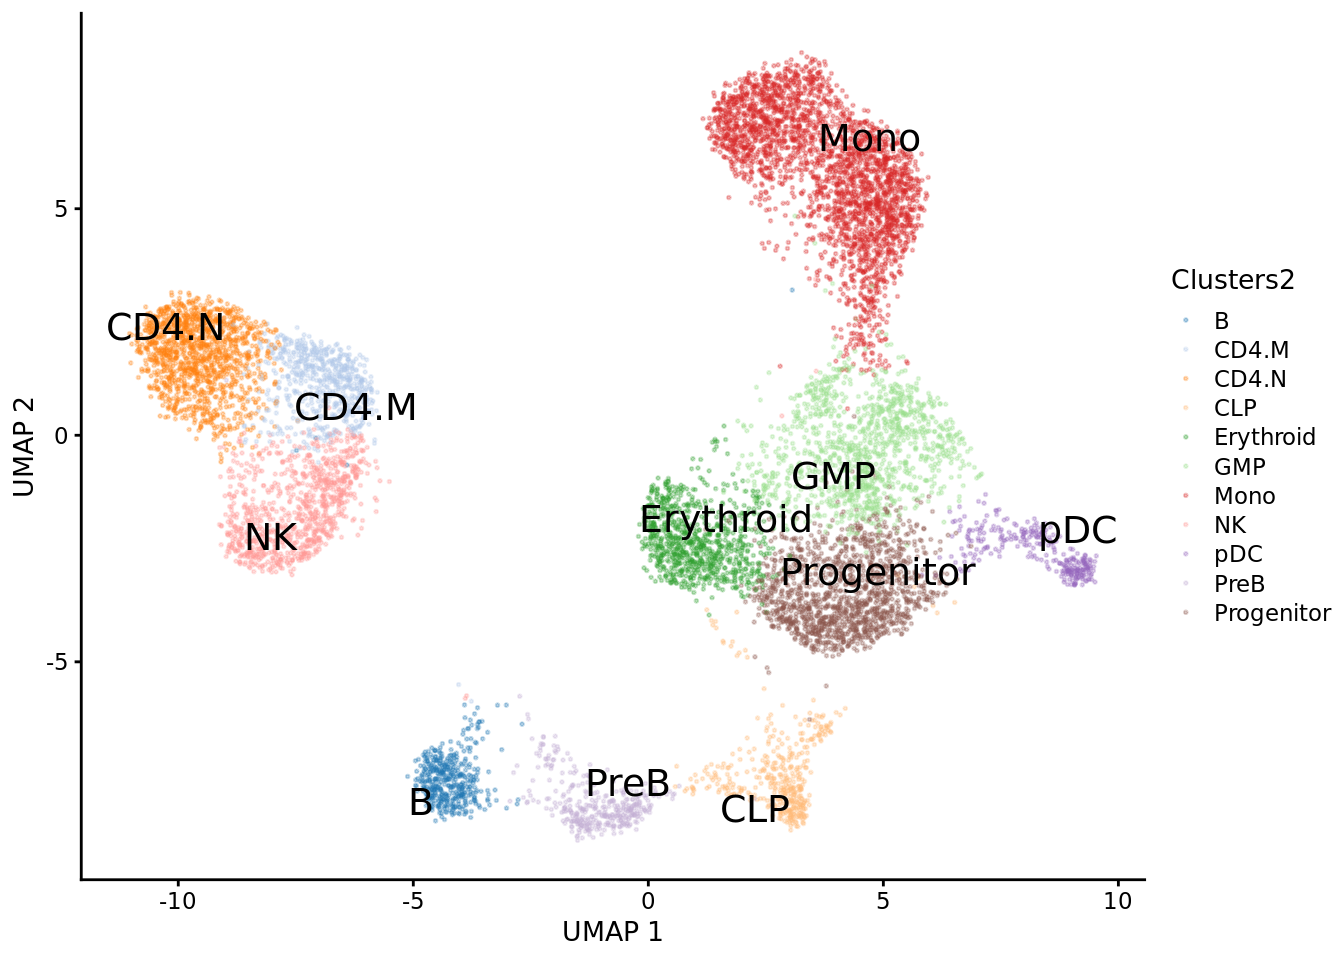 Mono
CD4.N
CD4.M
GMP
NK
Erythroid
pDC
Progenitor
PreB
B
CLP
5
0
-5
UMAP 2
-10
-5
0
5
10
UMAP 1
Clusters2
B
CD4.M
CD4.N
CLP
Erythroid
GMP
Mono
NK
pDC
PreB
Progenitor